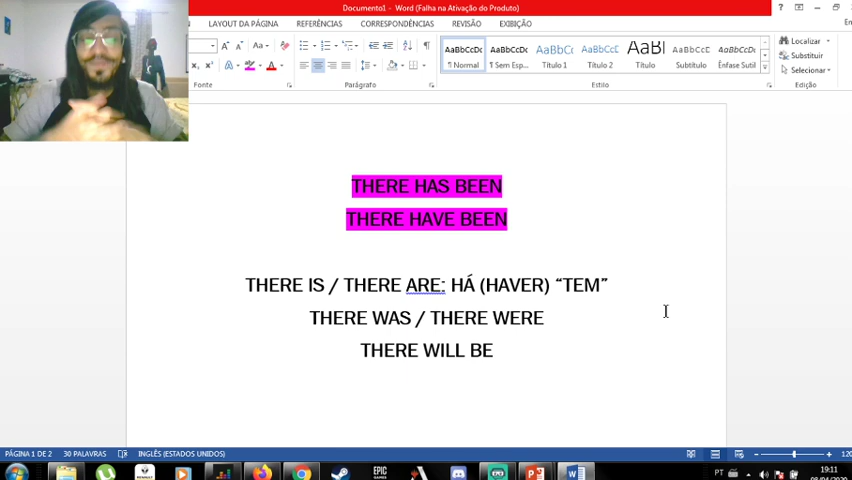 Documento1 - Word (Falha na Ativação do Produto)
LAYOUT DA PÁGINA REFERÊNCIAS CORRESPONDÊNCIAS REVISÃO EXIBIÇÃO
AaBbCcDc AaBbCcDc AaBbCc AaBbCcD AaBl AaBbCcD AaBbCcDc
¶ Normal ¶ Sem Esp... Título 1 Título 2 Título Subtítulo Ênfase Sutil
Localizar
Substituir
Selecionar
Fonte Parágrafo Estilo Edição
THERE HAS BEEN
THERE HAVE BEEN
THERE IS / THERE ARE: HÁ (HAVER) “TEM”
THERE WAS / THERE WERE
THERE WILL BE
PÁGINA 1 DE 2 30 PALAVRAS INGLÊS (ESTADOS UNIDOS)
EPIC GAMES
PT
19:11